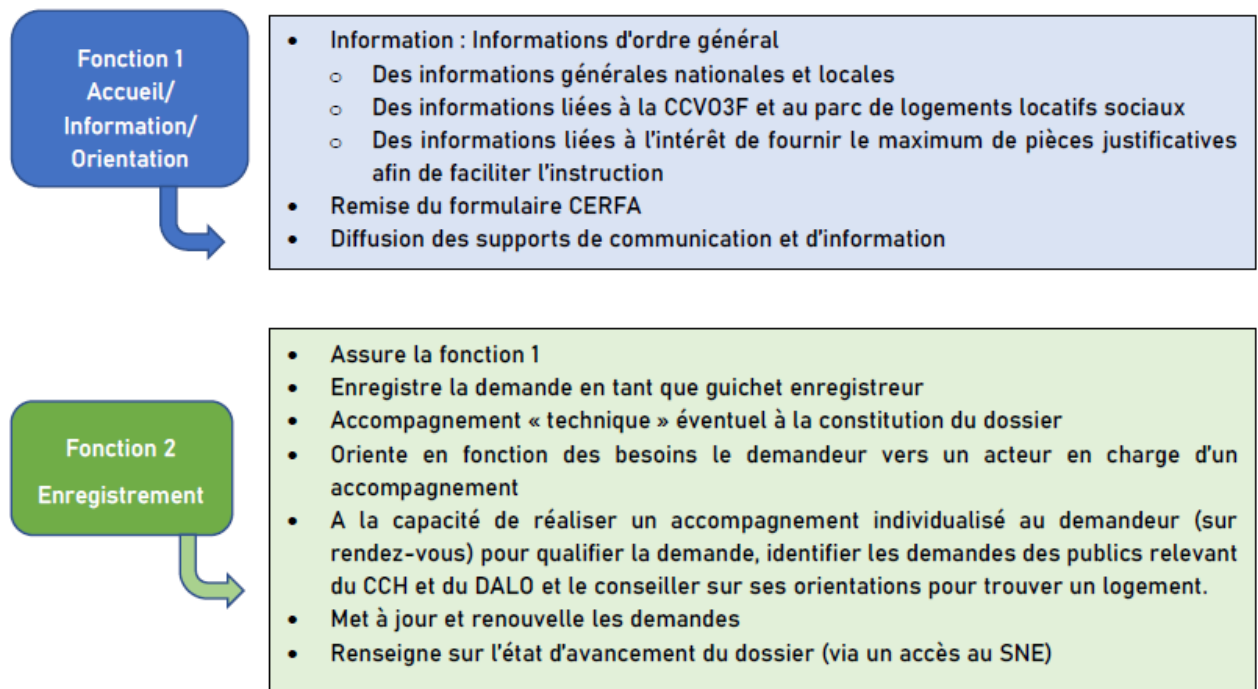 Fonction 1
Accueil/
Information/
Orientation
• Information : Informations d'ordre général
o Des informations générales nationales et locales
o Des informations liées à la CCVO3F et au parc de logements locatifs sociaux
o Des informations liées à l'intérêt de fournir le maximum de pièces justificatives
afin de faciliter l'instruction
• Remise du formulaire CERFA
• Diffusion des supports de communication et d'information
Fonction 2
Enregistrement
• Assure la fonction 1
• Enregistre la demande en tant que guichet enregistreur
• Accompagnement « technique » éventuel à la constitution du dossier
• Oriente en fonction des besoins le demandeur vers un acteur en charge d'un
accompagnement
• A la capacité de réaliser un accompagnement individualisé au demandeur (sur
rendez-vous) pour qualifier la demande, identifier les demandes des publics relevant
du CCH et du DALO et le conseiller sur ses orientations pour trouver un logement.
• Met à jour et renouvelle les demandes
• Renseigne sur l'état d'avancement du dossier (via un accès au SNE)